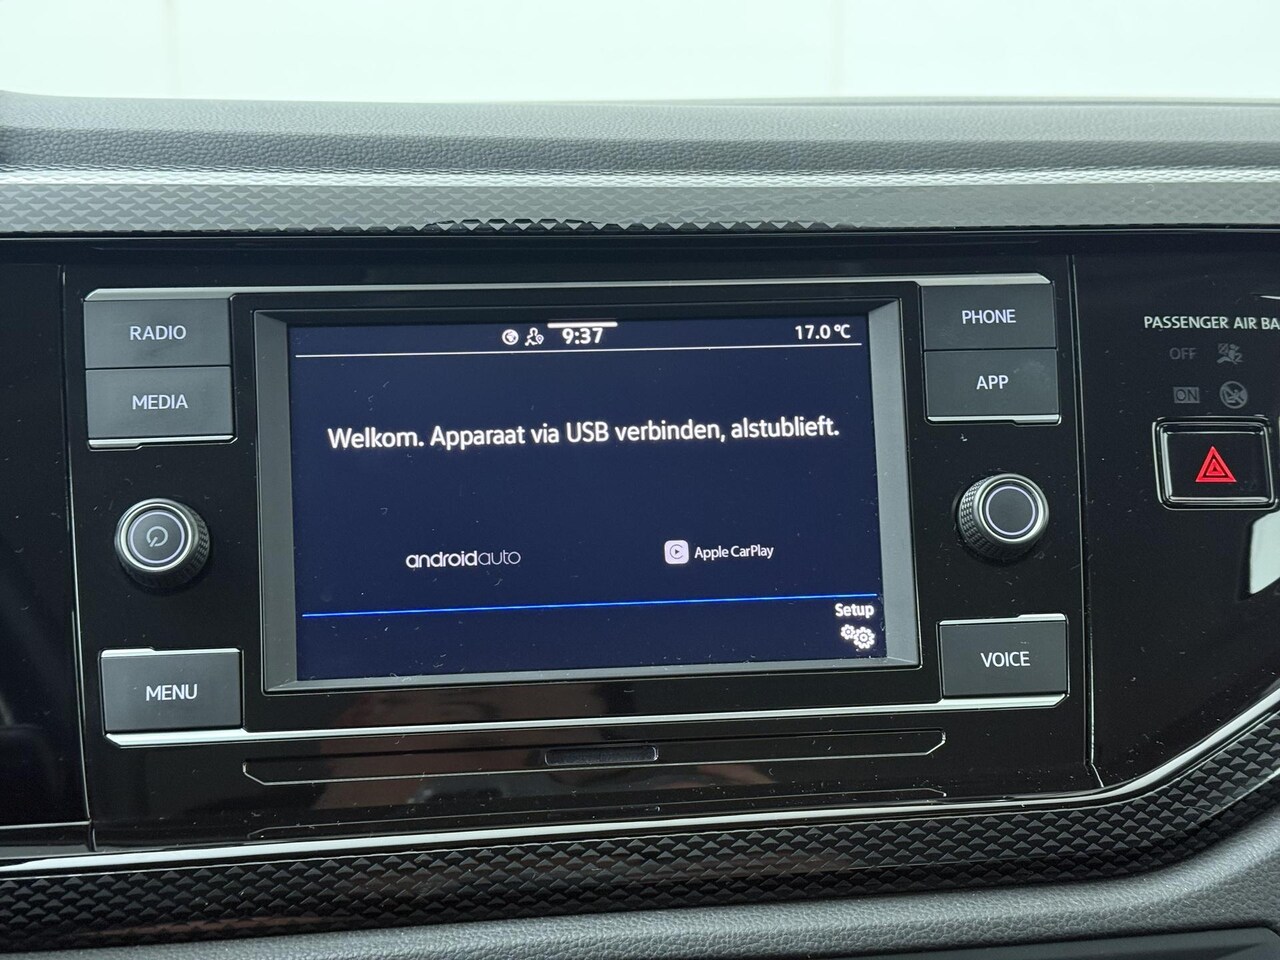 RADIO
MEDIA
MENU
9:37
17.0 °C
Welkom. Apparaat via USB verbinden, alstublieft.
androidauto
Apple CarPlay
Setup
PHONE
APP
VOICE
PASSENGER AIR BA
OFF
ON